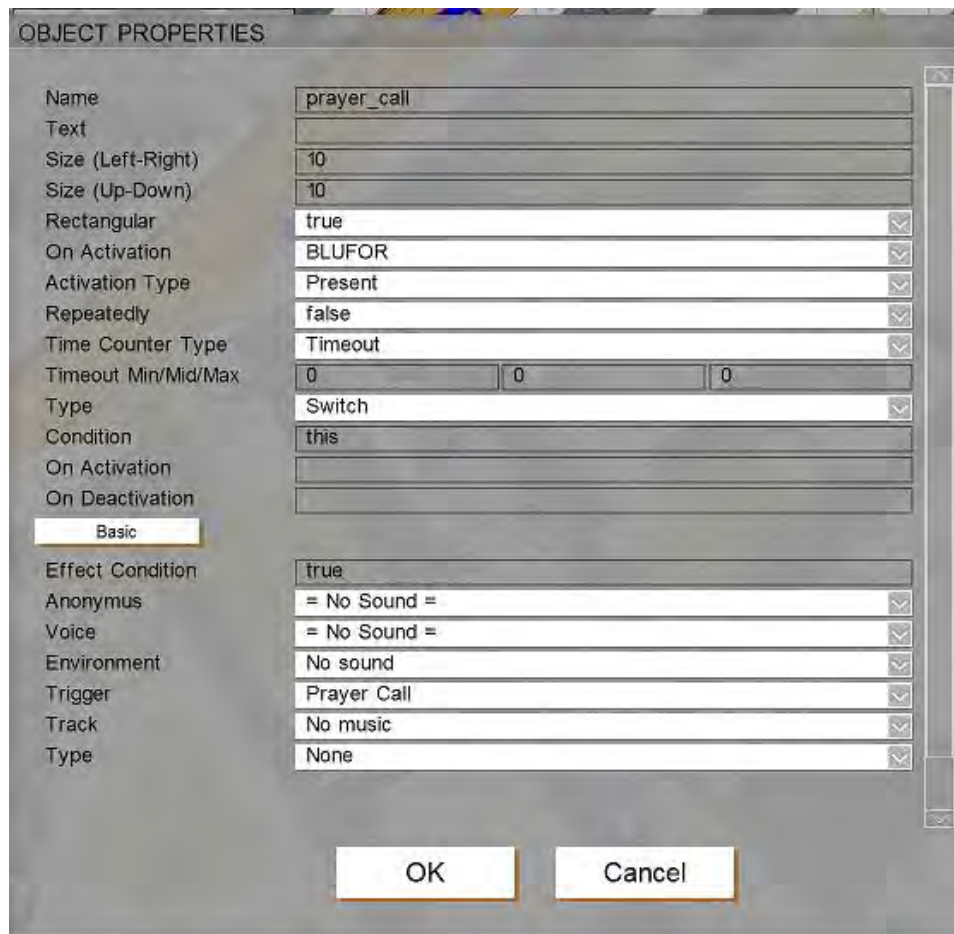 OBJECT PROPERTIES
Name prayer_call
Text
Size (Left-Right) 10
Size (Up-Down) 10
Rectangular true
On Activation BLUFOR
Activation Type Present
Repeatedly false
Time Counter Type Timeout
Timeout Min/Mid/Max 0 0 0
Type Switch
Condition this
On Activation
On Deactivation
Basic
Effect Condition true
Anonymus = No Sound =
Voice = No Sound =
Environment No sound
Trigger Prayer Call
Track No music
Type None
OK Cancel